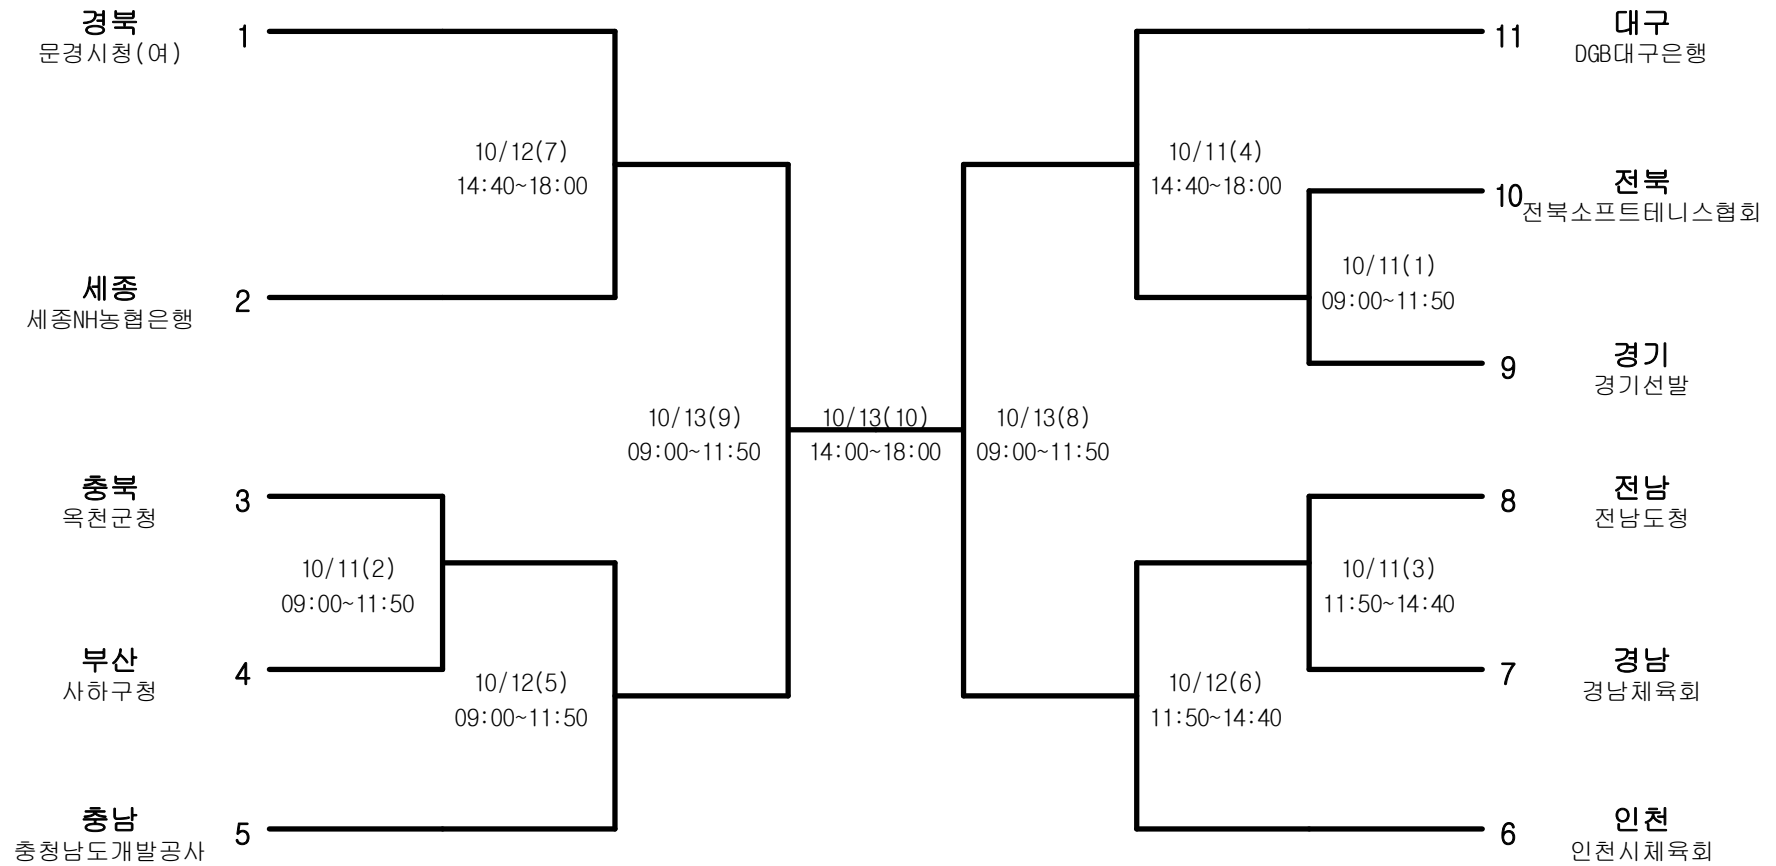 경북
문경시청(여)
1
11
대구
DGB대구은행
10/12(7)
14:40~18:00
10/11(4)
14:40~18:00
10
전북
전북소프트테니스협회
10/11(1)
09:00~11:50
세종
세종NH농협은행
2
9
경기
경기선발
10/13(9)
09:00~11:50
10/13(10)
14:00~18:00
10/13(8)
09:00~11:50
충북
옥천군청
3
8
전남
전남도청
10/11(2)
09:00~11:50
10/11(3)
11:50~14:40
부산
사하구청
4
10/12(5)
09:00~11:50
10/12(6)
11:50~14:40
7
경남
경남체육회
충남
충청남도개발공사
5
6
인천
인천시체육회